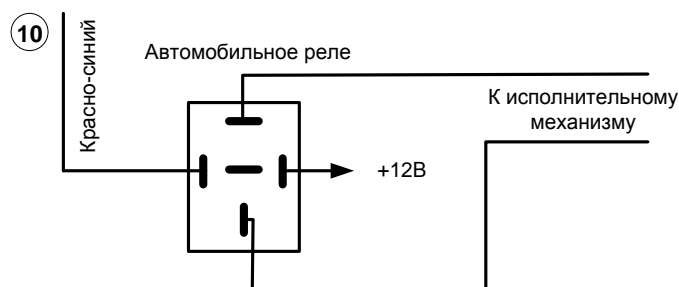 10
Красно-синий
Автомобильное реле
К исполнительному
механизму
+12В